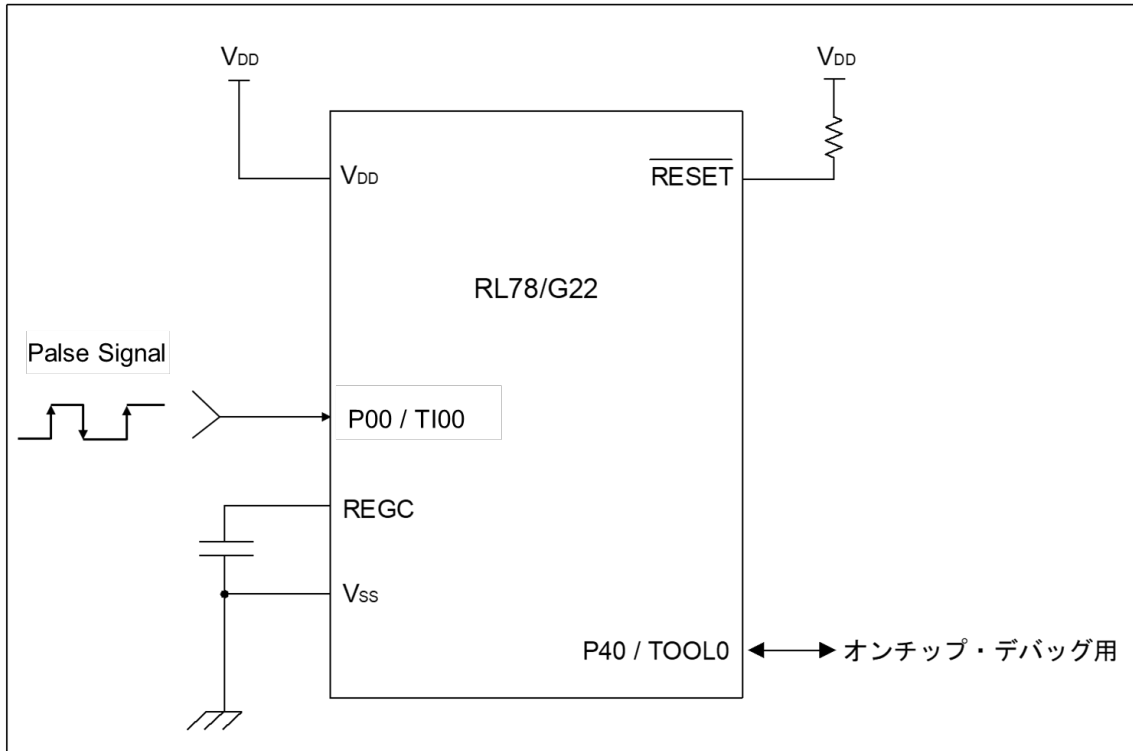 VDD
VDD
VDD
RESET
RL78/G22
Palse Signal
P00 / TI00
REGC
VSS
P40 / TOOL0
オンチップ・デバッグ用